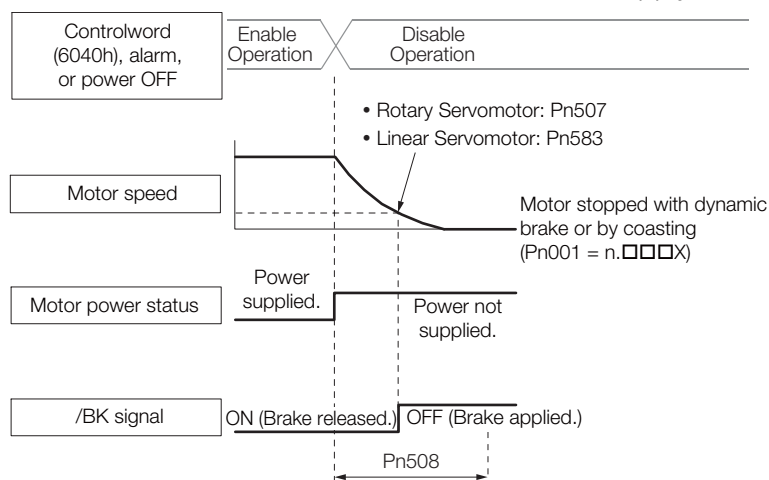 Controlword
(6040h), alarm,
or power OFF
Enable
Operation
Disable
Operation
• Rotary Servomotor: Pn507
• Linear Servomotor: Pn583
Motor speed
Motor stopped with dynamic
brake or by coasting
(Pn001 = n.□□□X)
Motor power status
Power
supplied.
Power not
supplied.
/BK signal
ON (Brake released.)
OFF (Brake applied.)
Pn508